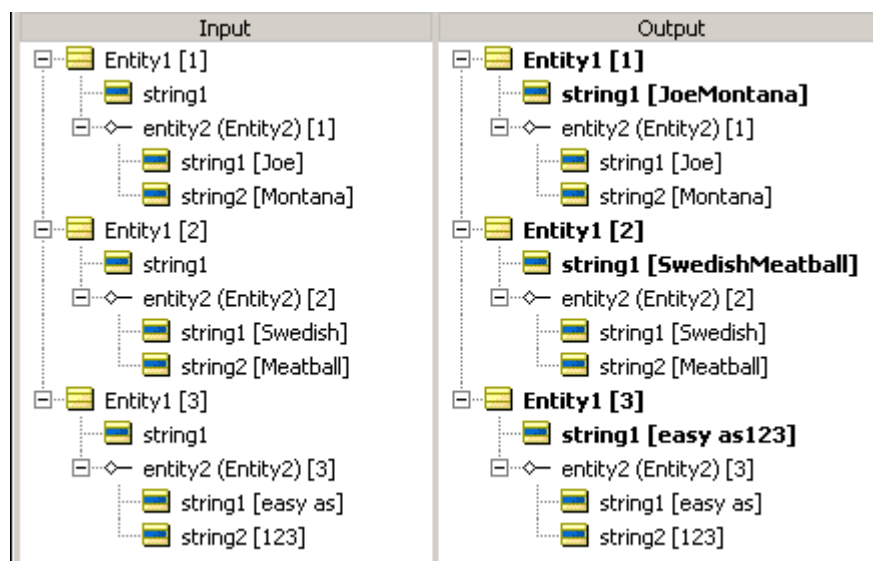 Input
Entity1 [1]
string1
entity2 (Entity2) [1]
string1 [Joe]
string2 [Montana]
Entity1 [2]
string1
entity2 (Entity2) [2]
string1 [Swedish]
string2 [Meatball]
Entity1 [3]
string1
entity2 (Entity2) [3]
string1 [easy as]
string2 [123]
Output
Entity1 [1]
string1 [JoeMontana]
entity2 (Entity2) [1]
string1 [Joe]
string2 [Montana]
Entity1 [2]
string1 [SwedishMeatball]
entity2 (Entity2) [2]
string1 [Swedish]
string2 [Meatball]
Entity1 [3]
string1 [easy as123]
entity2 (Entity2) [3]
string1 [easy as]
string2 [123]